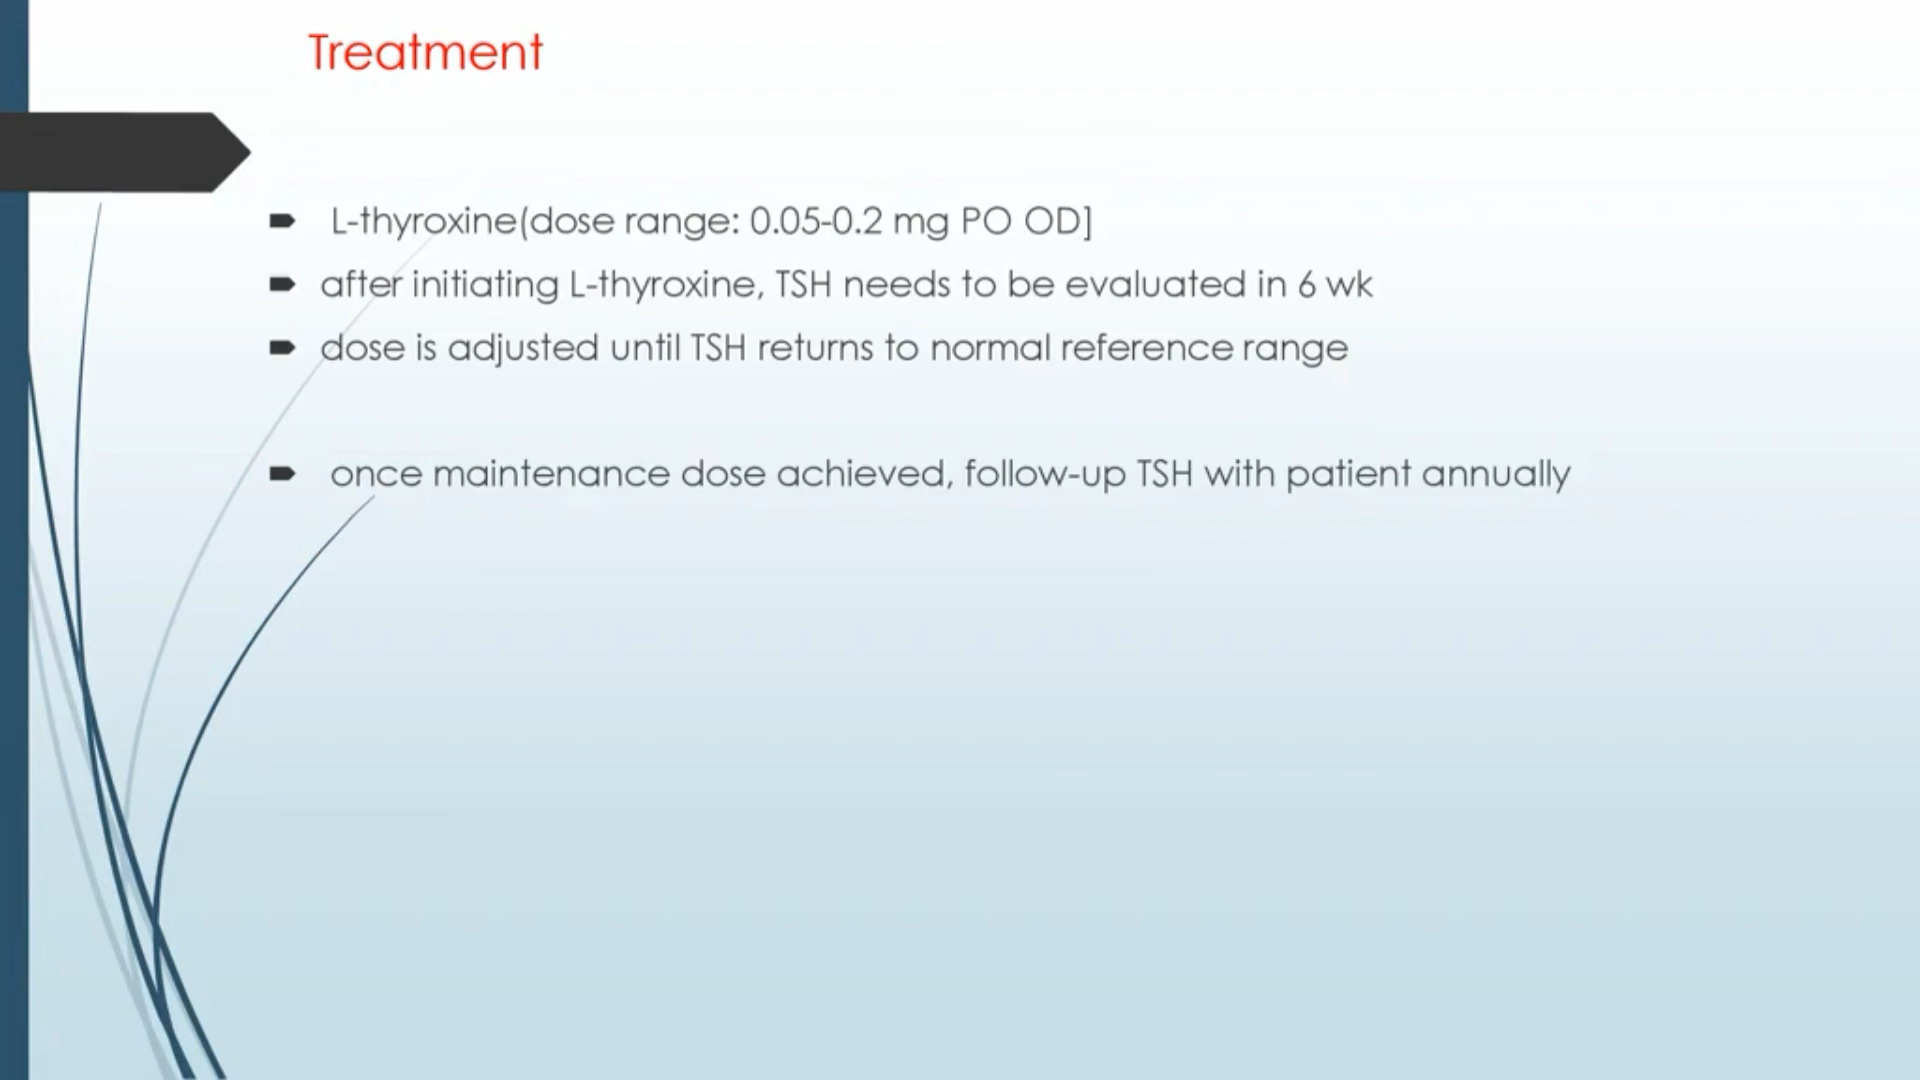 Treatment
L-thyroxine(dose range: 0.05-0.2 mg PO OD]
after initiating L-thyroxine, TSH needs to be evaluated in 6 wk
dose is adjusted until TSH returns to normal reference range
once maintenance dose achieved, follow-up TSH with patient annually